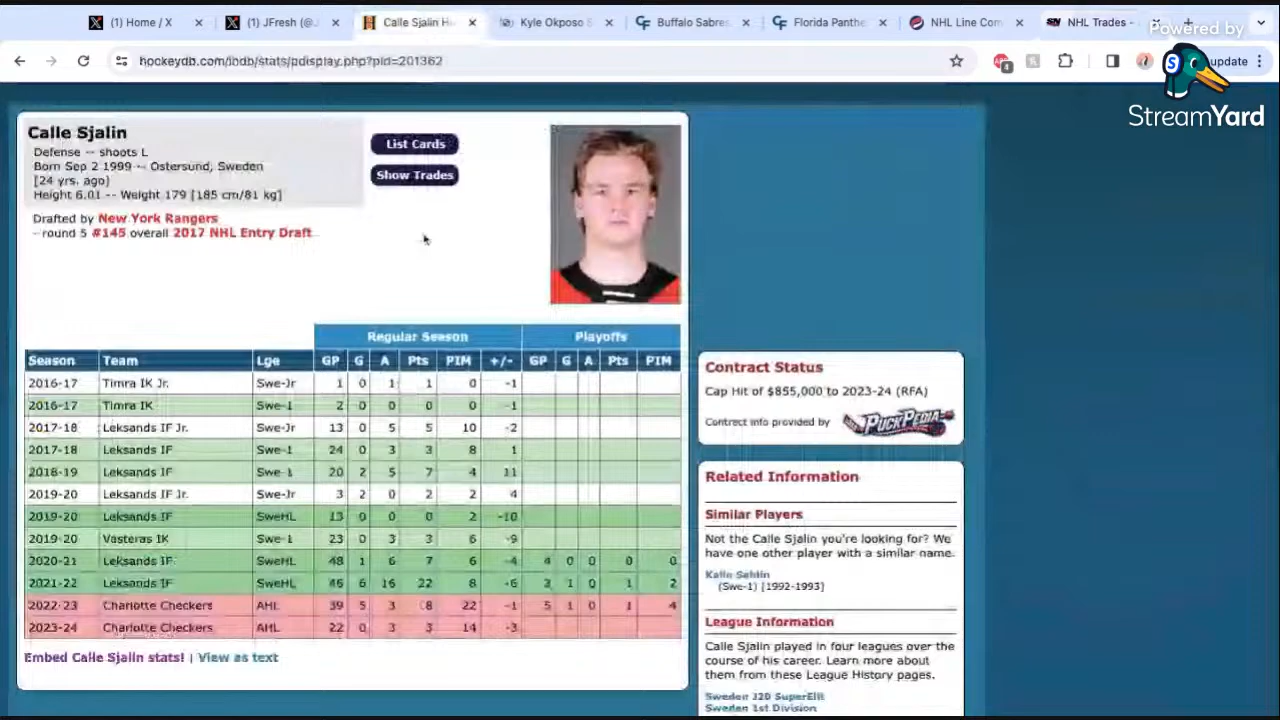 (1) Home / X
(1) JFresh (@J
Calle Sjalin H
Kyle Okposo S
Buffalo Sabres
Florida Panthe
NHL Line Com
NHL Trades -
Powered by
hockeydb.com/ihdb/stats/pdisplay.php?pid=201362
4
update
StreamYard
Calle Sjalin
Defense -- shoots L
Born Sep 2 1999 -- Ostersund, Sweden
[24 yrs. ago]
Height 6.01 -- Weight 179 [185 cm/81 kg]
List Cards
Show Trades
Drafted by New York Rangers
- round 5 #145 overall 2017 NHL Entry Draft
Regular Season Playoffs
Season Team Lge GP G A Pts PIM +/- GP G A Pts PIM
2016-17 Timra IK Jr. Swe-Jr 1 0 1 1 0 -1
2016-17 Timra IK Swe-1 2 0 0 0 0 -1
2017-18 Leksands IF Jr. Swe-Jr 13 0 5 5 10 -2
2017-18 Leksands IF Swe-1 24 0 3 3 8 1
2018-19 Leksands IF Swe-1 20 2 5 7 4 11
2019-20 Leksands IF Jr. Swe-Jr 3 2 0 2 2 4
2019-20 Leksands IF SweHL 13 0 0 0 2 -10
2019-20 Vasteras IK Swe-1 23 0 3 3 6 -9
2020-21 Leksands IF SweHL 48 1 6 7 6 -4 4 0 0 0 0
2021-22 Leksands IF SweHL 46 6 16 22 8 -6 3 1 0 1 2
2022-23 Charlotte Checkers AHL 39 5 3 8 22 -1 5 1 0 1 4
2023-24 Charlotte Checkers AHL 22 0 3 3 14 -3
Embed Calle Sjalin stats! | View as text
Contract Status
Cap Hit of $855,000 to 2023-24 (RFA)
Contract info provided by PUCKPEDIA
Related Information
Similar Players
Not the Calle Sjalin you're looking for? We
have one other player with a similar name.
Kalle Sahlin
(Swe-1) [1992-1993]
League Information
Calle Sjalin played in four leagues over the
course of his career. Learn more about
them from these League History pages.
Sweden J20 SuperElit
Sweden 1st Division